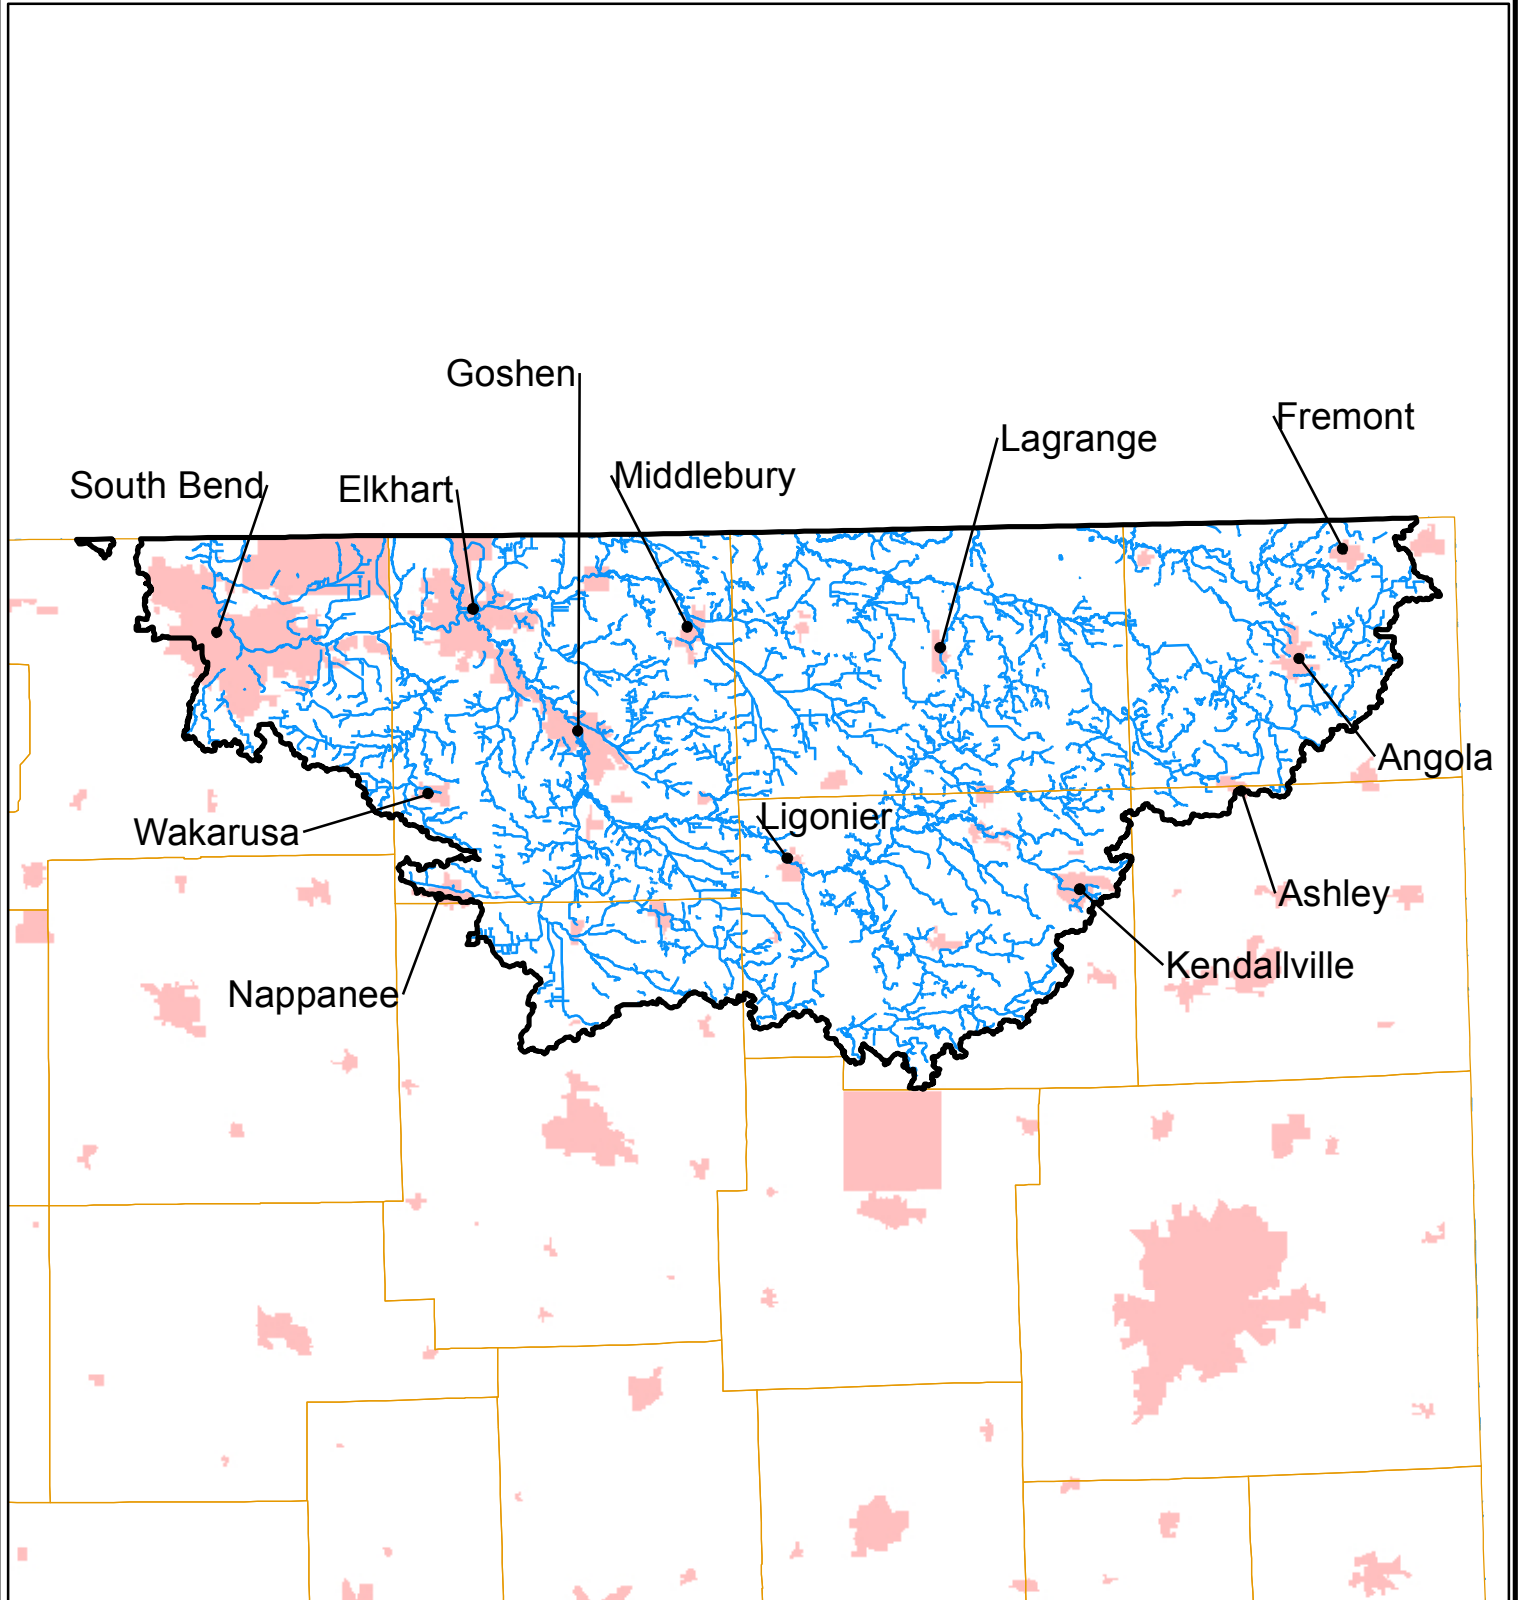 Goshen
Fremont
Lagrange
Middlebury
South Bend
Elkhart
Angola
Ligonier
Wakarusa
Ashley
Kendallville
Nappanee